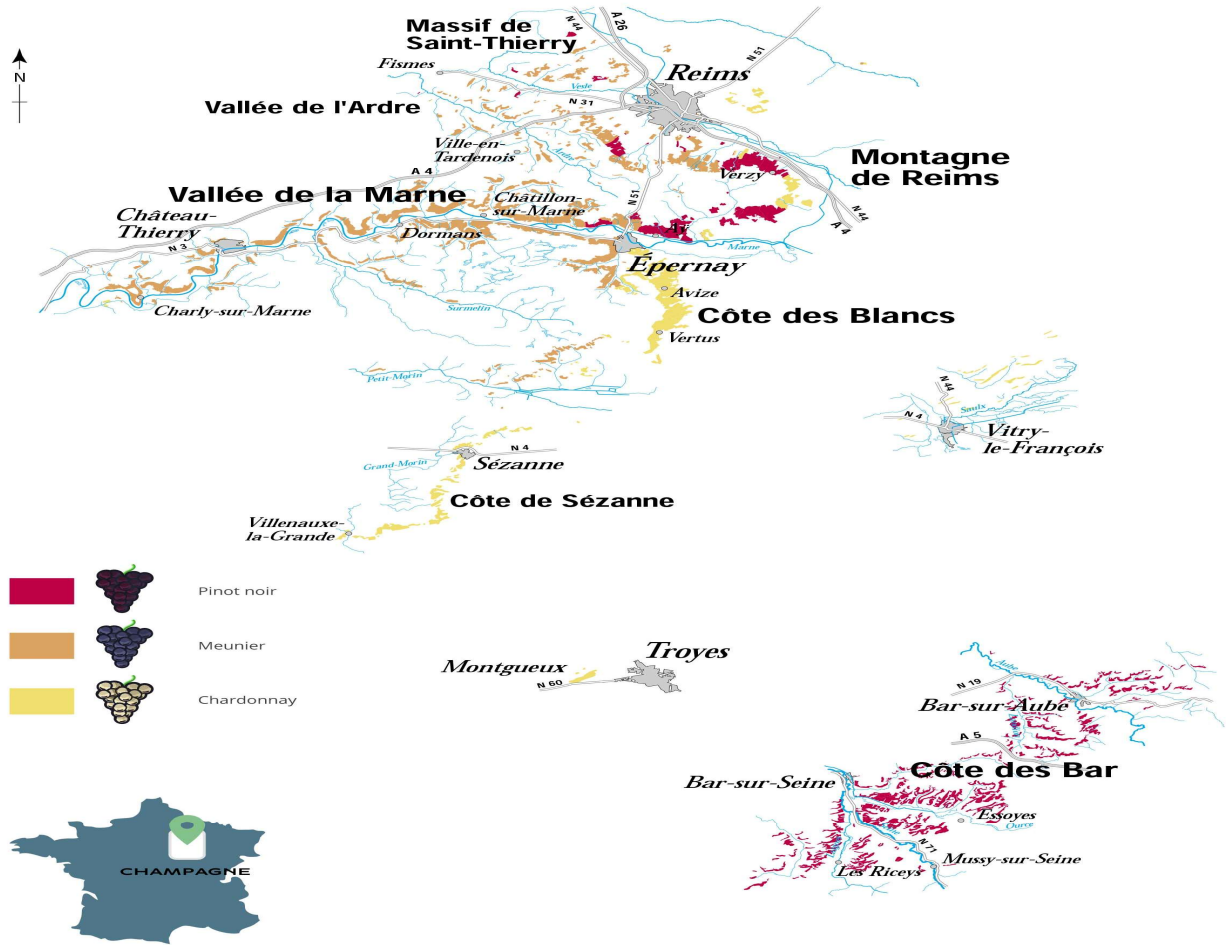 Massif de
Saint-Thierry
N 44
A 26
N 51
N
Fismes
Reims
Vesle
N 31
Vallée de l'Ardre
Ville-en-
Tardenois
Ardre
Montagne
de Reims
Verzy
A 4
Vallée de la Marne
Châtillon-
sur-Marne
N 51
N 44
A 4
Château-
Thierry
N 3
Dormans
Aÿ
Marne
Épernay
Avize
Charly-sur-Marne
Surmelin
Côte des Blancs
Vertus
Petit-Morin
N 44
Saulx
N 4
Vitry-
le-François
N 4
Grand-Morin
Sézanne
Côte de Sézanne
Villenauxe-
la-Grande
Pinot noir
Meunier
Chardonnay
Troyes
Montgueux
N 60
Aube
N 19
Bar-sur-Aube
A 5
Côte des Bar
Bar-sur-Seine
Essoyes
Ource
N 71
Mussy-sur-Seine
Les Riceys
CHAMPAGNE